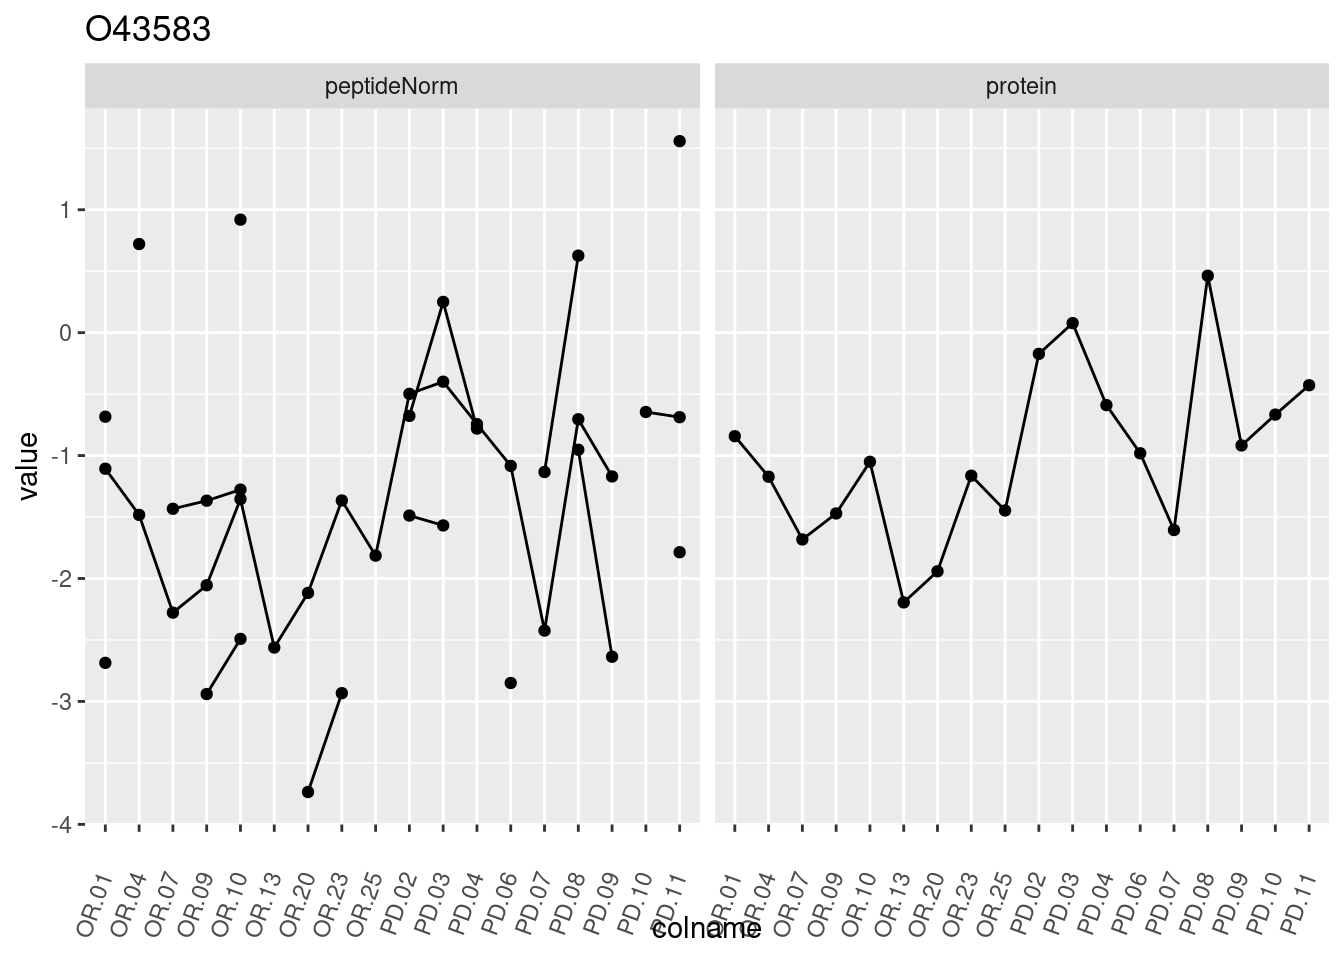 O43583
peptideNorm
protein
value
1
0
-1
-2
-3
-4
OR.01
OR.04
OR.07
OR.09
OR.10
OR.13
OR.20
OR.23
OR.25
PD.02
PD.03
PD.04
PD.06
PD.07
PD.08
PD.09
PD.10
PD.11
OR.01
OR.04
OR.07
OR.09
OR.10
OR.13
OR.20
OR.23
OR.25
PD.02
PD.03
PD.04
PD.06
PD.07
PD.08
PD.09
PD.10
PD.11
colname